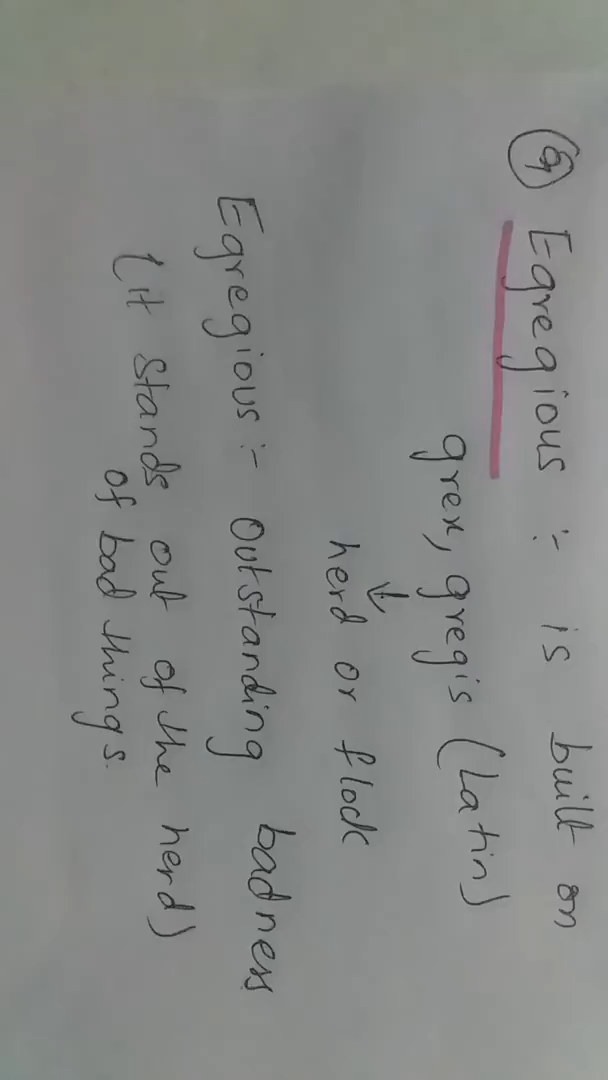 9 Egregious :- is built on
grex, gregis (Latin)
↓
herd or flock
Egregious :- outstanding badness
(it stands out of the herd)
of bad things.